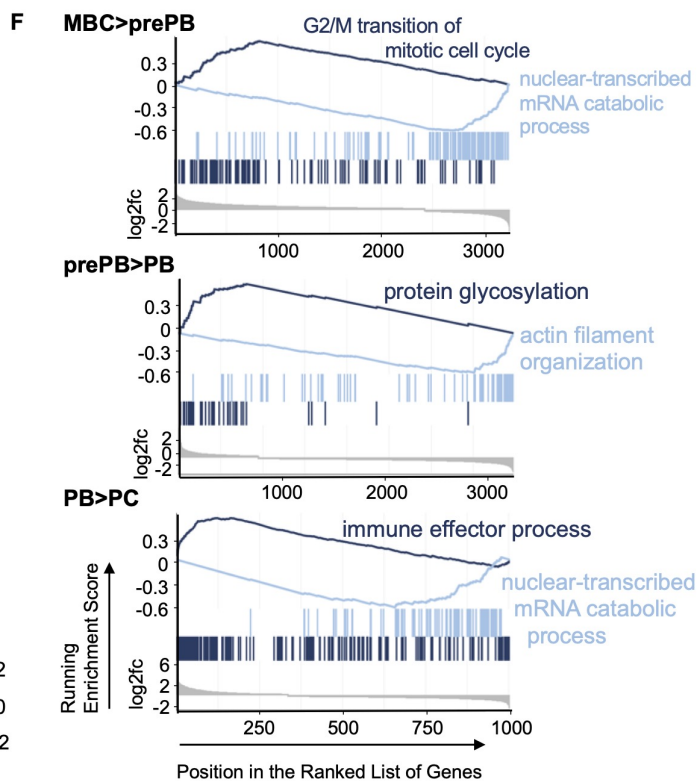 F
MBC>prePB
G2/M transition of
mitotic cell cycle
nuclear-transcribed
mRNA catabolic
process
0.3
0
-0.3
-0.6
log2fc
2
0
-2
1000 2000 3000
prePB>PB
protein glycosylation
actin filament
organization
0.3
0
-0.3
-0.6
log2fc
2
0
-2
1000 2000 3000
PB>PC
immune effector process
nuclear-transcribed
mRNA catabolic
process
0.3
0
-0.3
-0.6
Running
Enrichment Score
log2fc
6
2
-2
250 500 750 1000
Position in the Ranked List of Genes
2
0
2